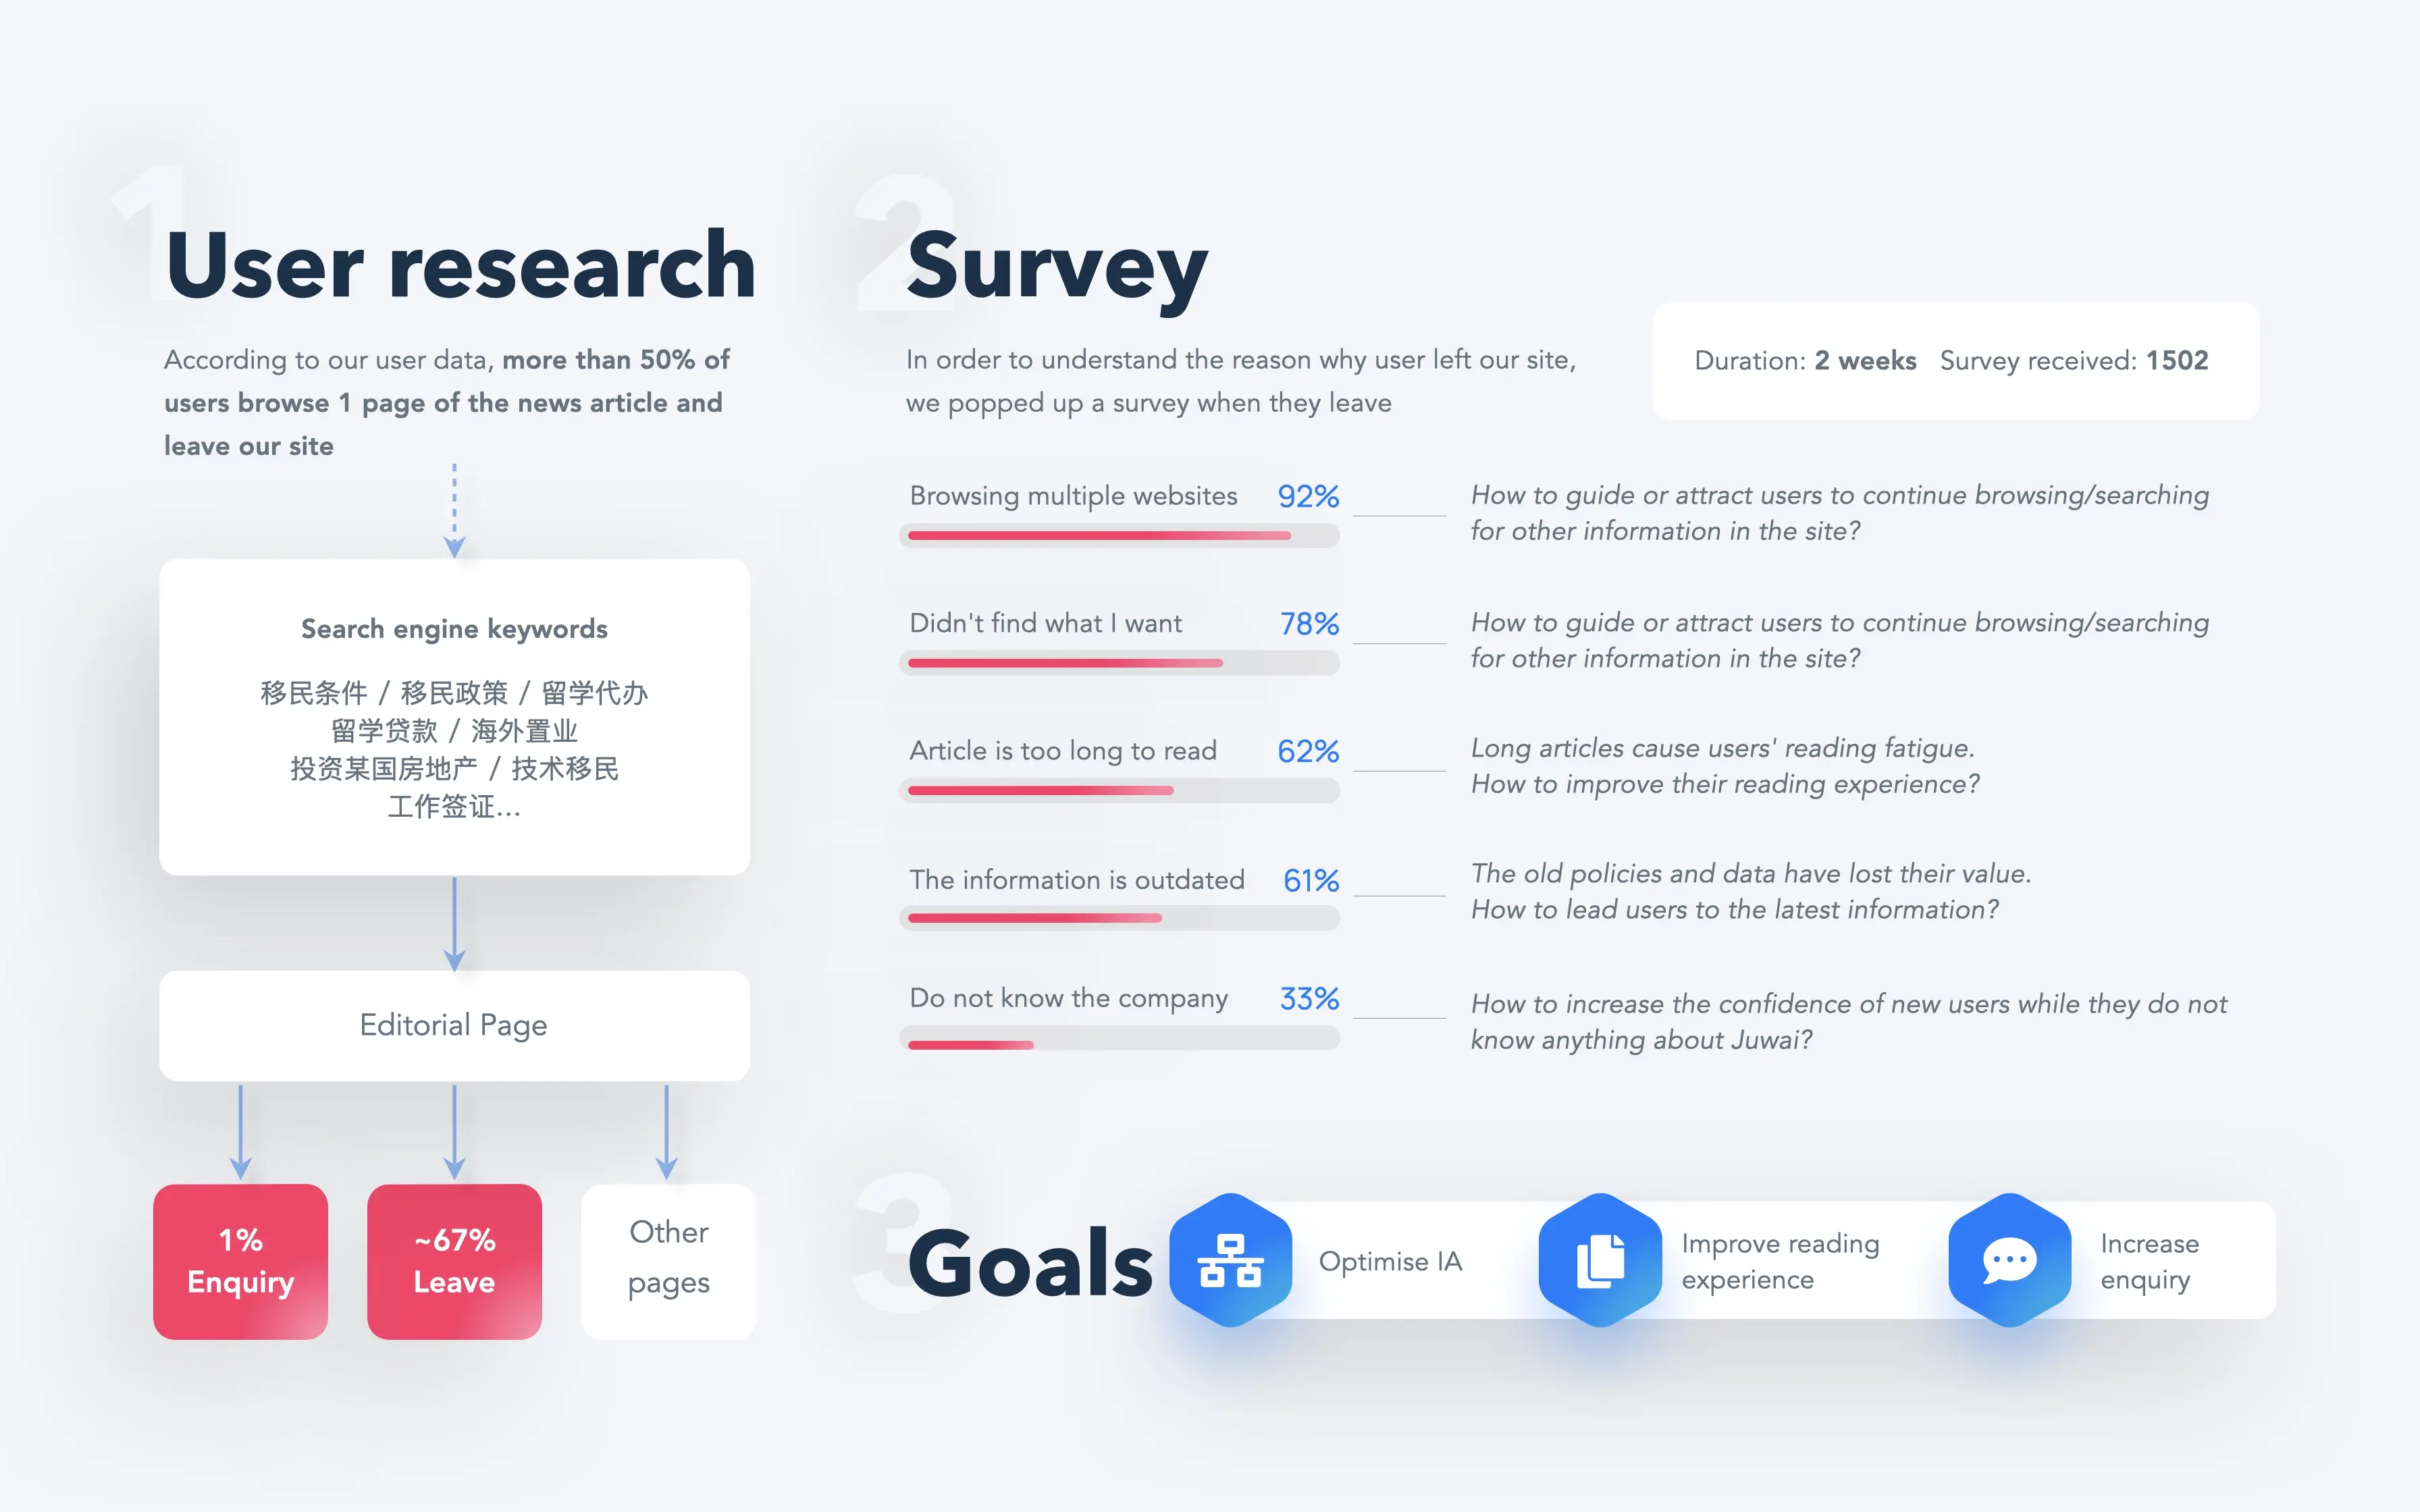 1
User research
According to our user data, more than 50% of
users browse 1 page of the news article and
leave our site
Search engine keywords
移民条件 / 移民政策 / 留学代办
留学贷款 / 海外置业
投资某国房地产 / 技术移民
工作签证...
Editorial Page
1%
Enquiry
~67%
Leave
Other
pages
2
Survey
In order to understand the reason why user left our site,
we popped up a survey when they leave
Duration: 2 weeks Survey received: 1502
Browsing multiple websites 92%
How to guide or attract users to continue browsing/searching
for other information in the site?
Didn't find what I want 78%
How to guide or attract users to continue browsing/searching
for other information in the site?
Article is too long to read 62%
Long articles cause users' reading fatigue.
How to improve their reading experience?
The information is outdated 61%
The old policies and data have lost their value.
How to lead users to the latest information?
Do not know the company 33%
How to increase the confidence of new users while they do not
know anything about Juwai?
3
Goals
Optimise IA
Improve reading
experience
Increase
enquiry